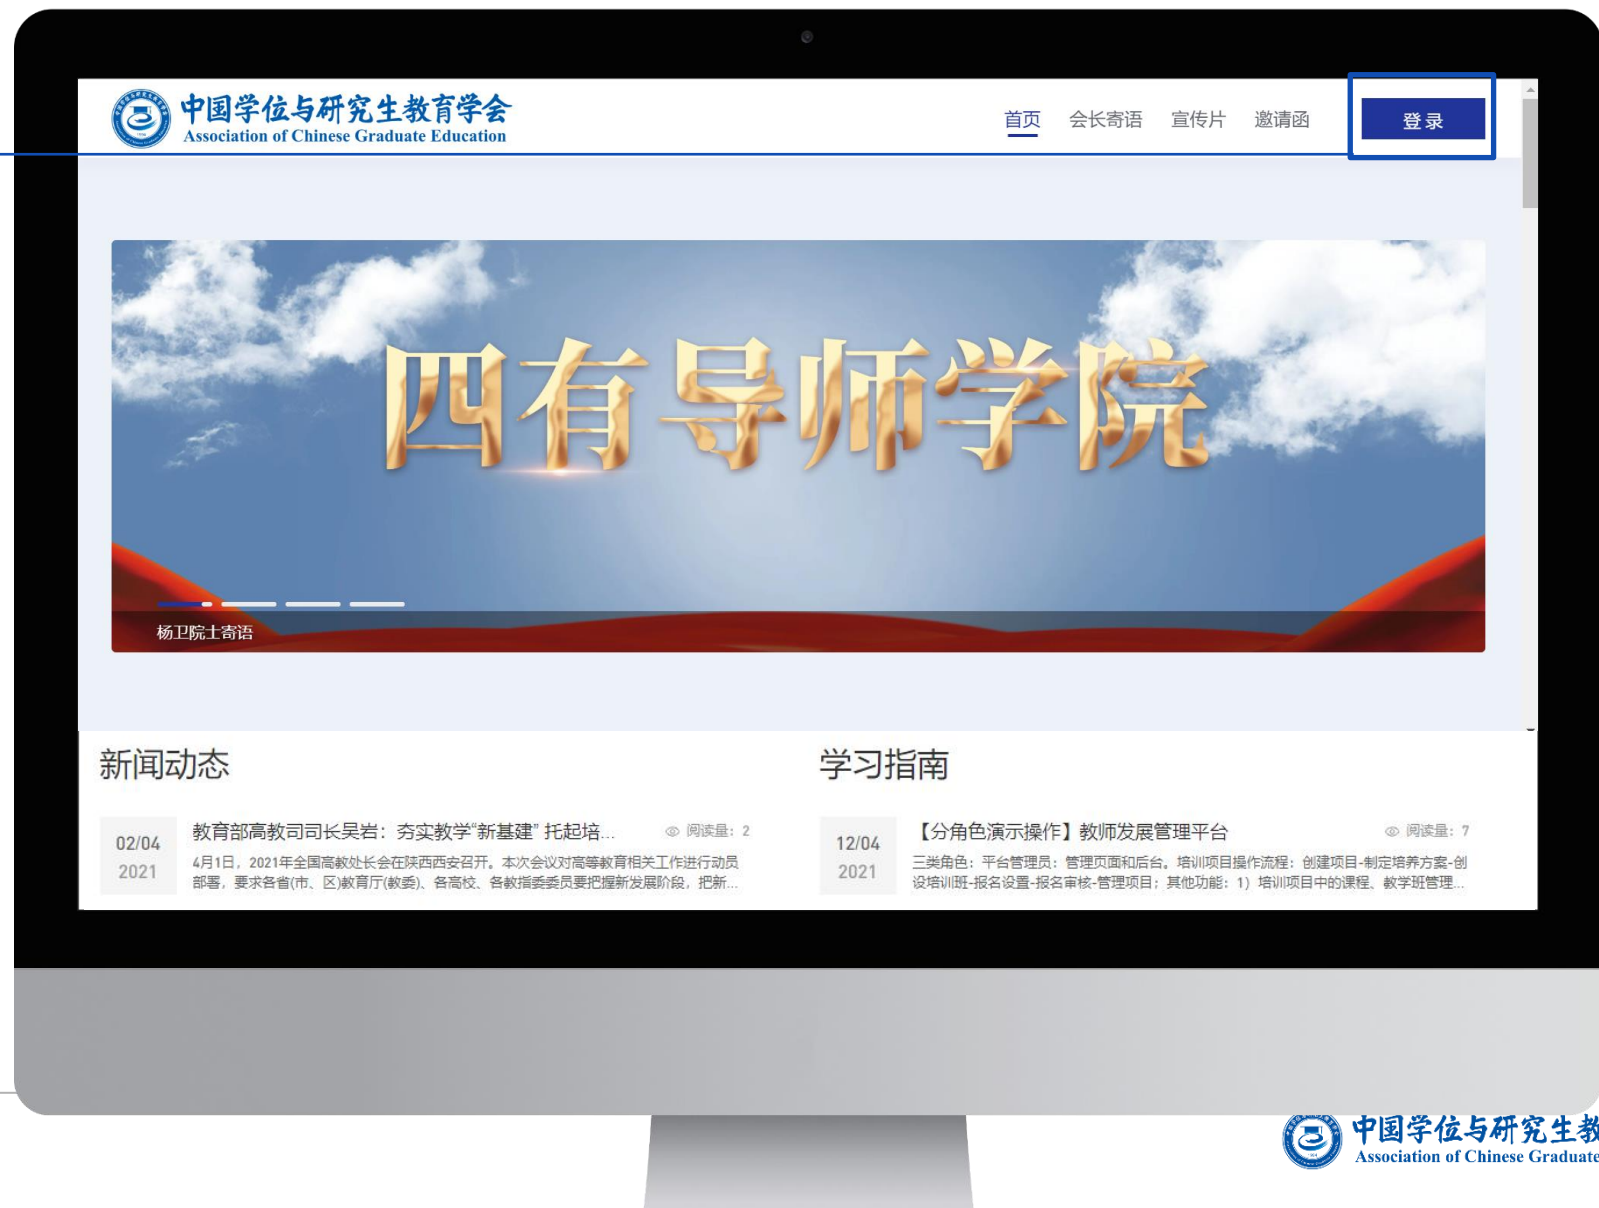 中国学位与研究生教育学会
Association of Chinese Graduate Education
首页 会长寄语 宣传片 邀请函 登录
四有导师学院
杨卫院士寄语
新闻动态
02/04
2021
教育部高教司司长吴岩：夯实教学“新基建” 托起培... 阅读量：2
4月1日，2021年全国高教处长会在陕西西安召开。本次会议对高等教育相关工作进行动员
部署，要求各省(市、区)教育厅(教委)、各高校、各教指委委员要把握新发展阶段，把新...
学习指南
12/04
2021
【分角色演示操作】教师发展管理平台 阅读量：7
三类角色：平台管理员：管理页面和后台。培训项目操作流程：创建项目-制定培养方案-创
设培训班-报名设置-报名审核-管理项目；其他功能：1）培训项目中的课程、教学班管理...
中国学位与研究生教
Association of Chinese Graduate